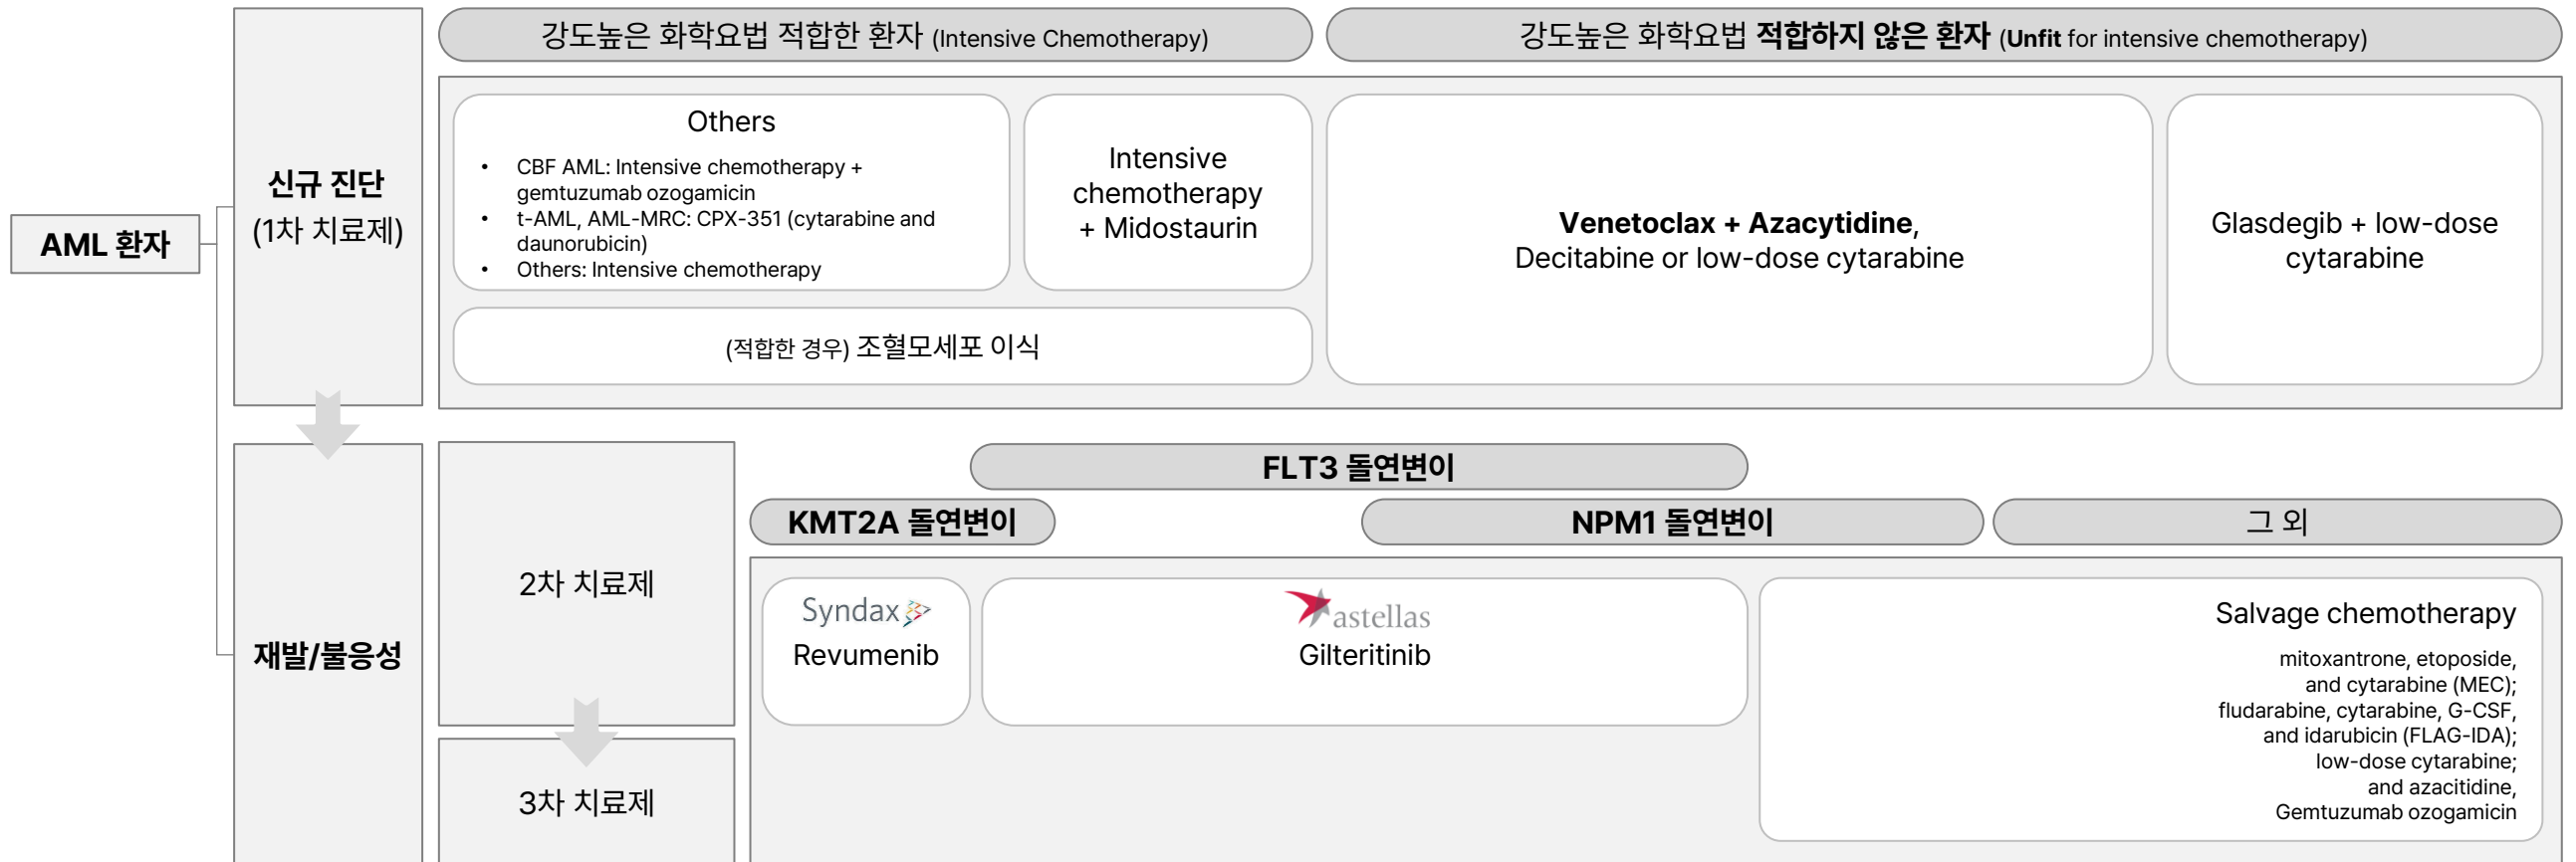 강도높은 화학요법 적합한 환자 (Intensive Chemotherapy)
강도높은 화학요법 적합하지 않은 환자 (Unfit for intensive chemotherapy)
AML 환자
신규 진단
(1차 치료제)
Others
• CBF AML: Intensive chemotherapy +
gemtuzumab ozogamicin
• t-AML, AML-MRC: CPX-351 (cytarabine and
daunorubicin)
• Others: Intensive chemotherapy
Intensive
chemotherapy
+ Midostaurin
(적합한 경우) 조혈모세포 이식
Venetoclax + Azacytidine,
Decitabine or low-dose cytarabine
Glasdegib + low-dose
cytarabine
재발/불응성
2차 치료제
3차 치료제
FLT3 돌연변이
KMT2A 돌연변이
NPM1 돌연변이
그 외
Syndax
Revumenib
astellas
Gilteritinib
Salvage chemotherapy
mitoxantrone, etoposide,
and cytarabine (MEC);
fludarabine, cytarabine, G-CSF,
and idarubicin (FLAG-IDA);
low-dose cytarabine;
and azacitidine,
Gemtuzumab ozogamicin